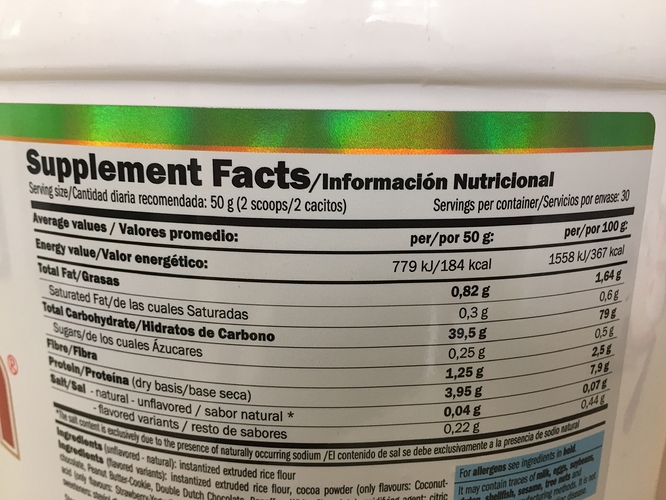 Supplement Facts/Información Nutricional
Serving size/Cantidad diaria recomendada: 50 g (2 scoops/2 cacitos) Servings per container/Servicios por envase: 30
Average values / Valores promedio: per/por 50 g: per/por 100 g:
Energy value/Valor energético: 779 kJ/184 kcal 1558 kJ/367 kcal
Total Fat/Grasas 0,82 g 1,64 g
Saturated Fat/de las cuales Saturadas 0,3 g 0,6 g
Total Carbohydrate/Hidratos de Carbono 39,5 g 79 g
Sugars/de los cuales Ázucares 0,25 g 0,5 g
Fibre/Fibra 1,25 g 2,5 g
Protein/Proteína (dry basis/base seca) 3,95 g 7,9 g
Salt/Sal - natural - unflavored / sabor natural * 0,04 g 0,07 g
- flavored variants / resto de sabores 0,22 g 0,44 g
*The salt content is exclusively due to the presence of naturally occurring sodium /El contenido de sal se debe exclusivamente a la presencia de sodio natural
Ingredients (unflavored - natural): instantized extruded rice flour
Ingredients (flavored variants): instantized extruded rice flour, cocoa powder (only flavours: Coconut-
chocolate, Peanut Butter-Cookie, Double Dutch Chocolate,
For allergens see ingredients in bold.
It may contain traces of milk, eggs, soybeans,
shellfish, sesame, tree nuts and